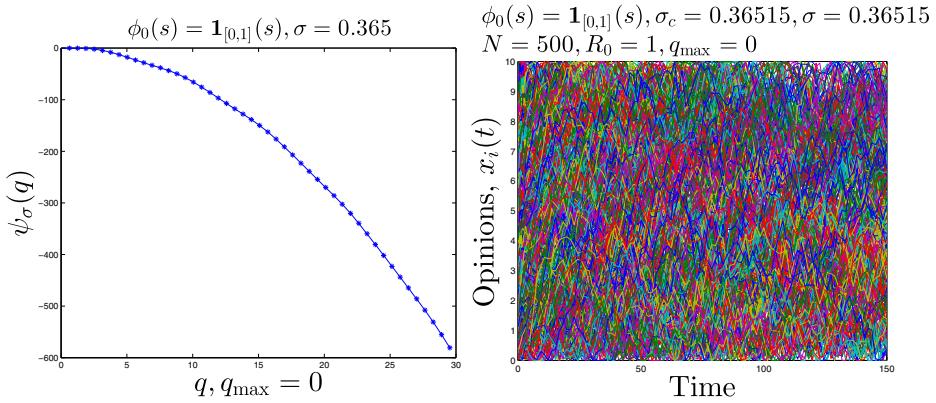 ϕ₀(s) = 𝟏[0,1](s), σ = 0.365
0
−100
−200
−300
−400
−500
−600
ψσ(q)
0 5 10 15 20 25 30
q, qmax = 0
ϕ₀(s) = 𝟏[0,1](s), σc = 0.36515, σ = 0.36515
N = 500, R₀ = 1, qmax = 0
10
9
8
7
6
5
4
3
2
1
0
Opinions, xᵢ(t)
0 50 100 150
Time